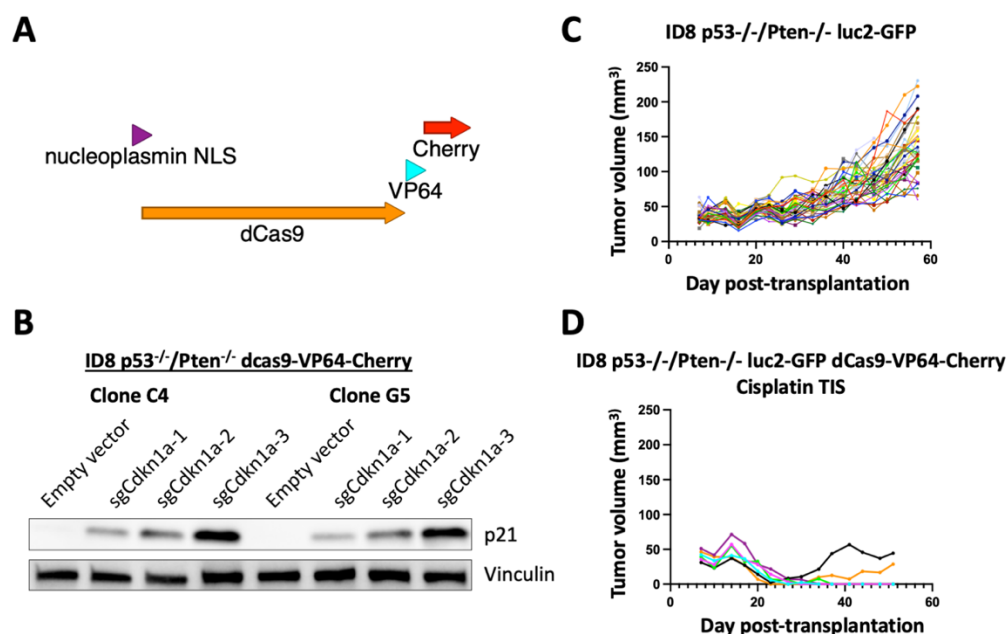 A
nucleoplasmin NLS
Cherry
VP64
dCas9
B
ID8 p53-/-/Pten-/- dcas9-VP64-Cherry
Clone C4
Clone G5
Empty vector
sgCdkn1a-1
sgCdkn1a-2
sgCdkn1a-3
Empty vector
sgCdkn1a-1
sgCdkn1a-2
sgCdkn1a-3
p21
Vinculin
C
ID8 p53-/-/Pten-/- luc2-GFP
Tumor volume (mm3)
250
200
150
100
50
0
0 20 40 60
Day post-transplantation
D
ID8 p53-/-/Pten-/- luc2-GFP dCas9-VP64-Cherry
Cisplatin TIS
Tumor volume (mm3)
250
200
150
100
50
0
0 20 40 60
Day post-transplantation